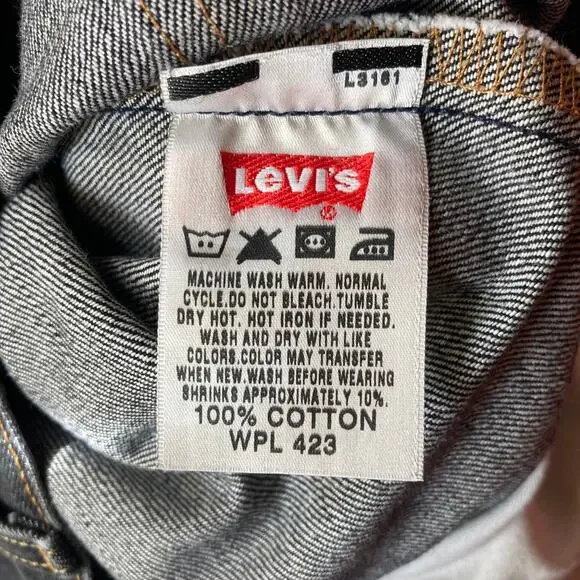 L3161
Levi's
®
MACHINE WASH WARM. NORMAL
CYCLE.DO NOT BLEACH.TUMBLE
DRY HOT. HOT IRON IF NEEDED.
WASH AND DRY WITH LIKE
COLORS.COLOR MAY TRANSFER
WHEN NEW.WASH BEFORE WEARING
SHRINKS APPROXIMATELY 10%.
100% COTTON
WPL 423